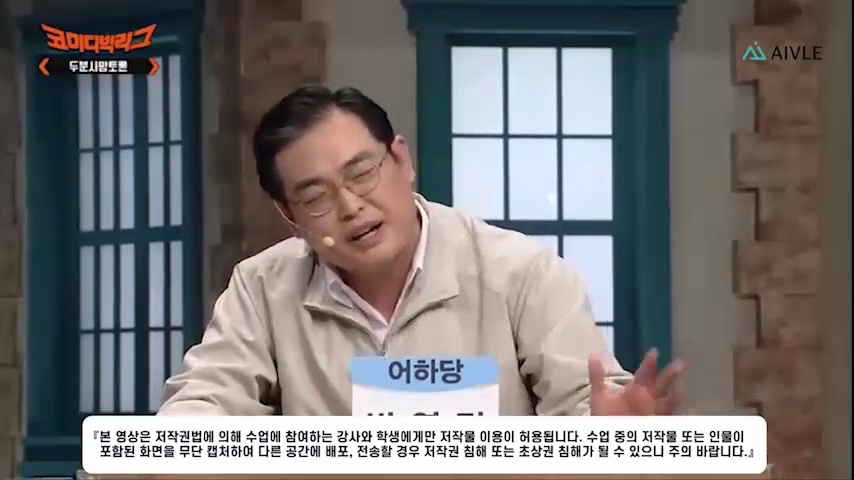 코미디빅리그
두분사망토론
AIVLE
어하당
『본 영상은 저작권법에 의해 수업에 참여하는 강사와 학생에게만 저작물 이용이 허용됩니다. 수업 중의 저작물 또는 인물이
포함된 화면을 무단 캡처하여 다른 공간에 배포, 전송할 경우 저작권 침해 또는 초상권 침해가 될 수 있으니 주의 바랍니다.』